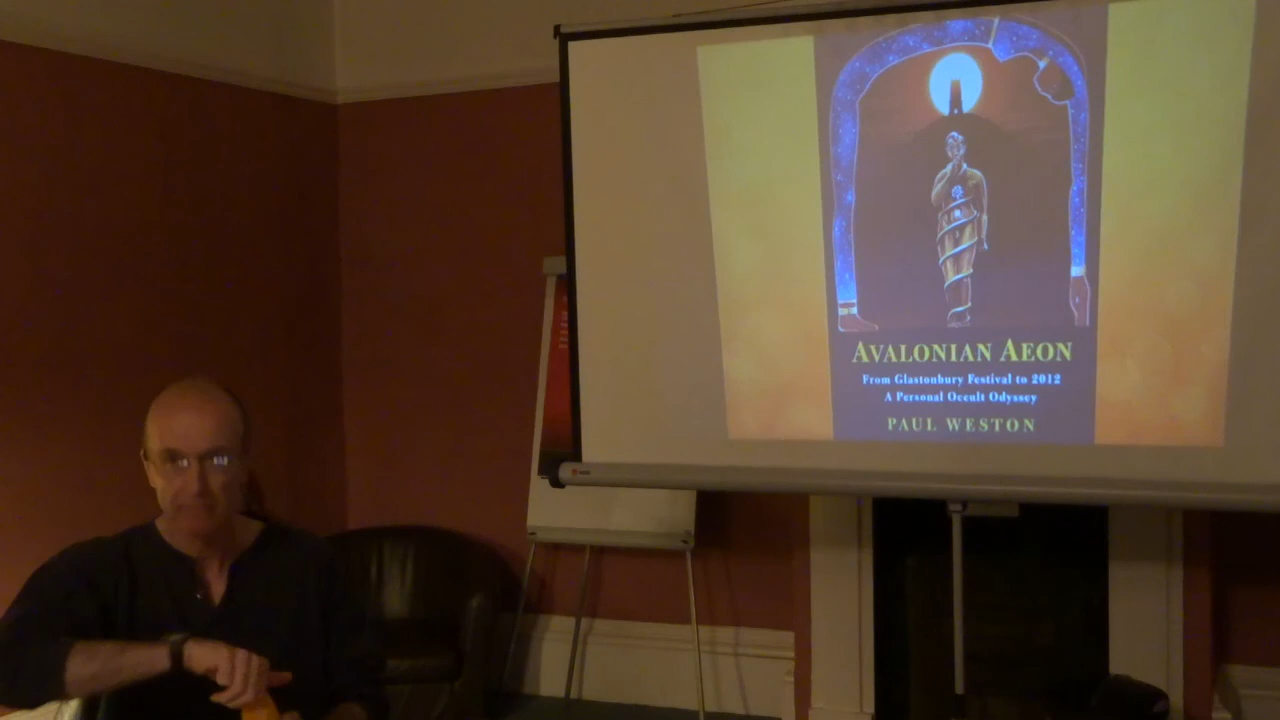 AVALONIAN AEON
From Glastonbury Festival to 2012
A Personal Occult Odyssey
PAUL WESTON